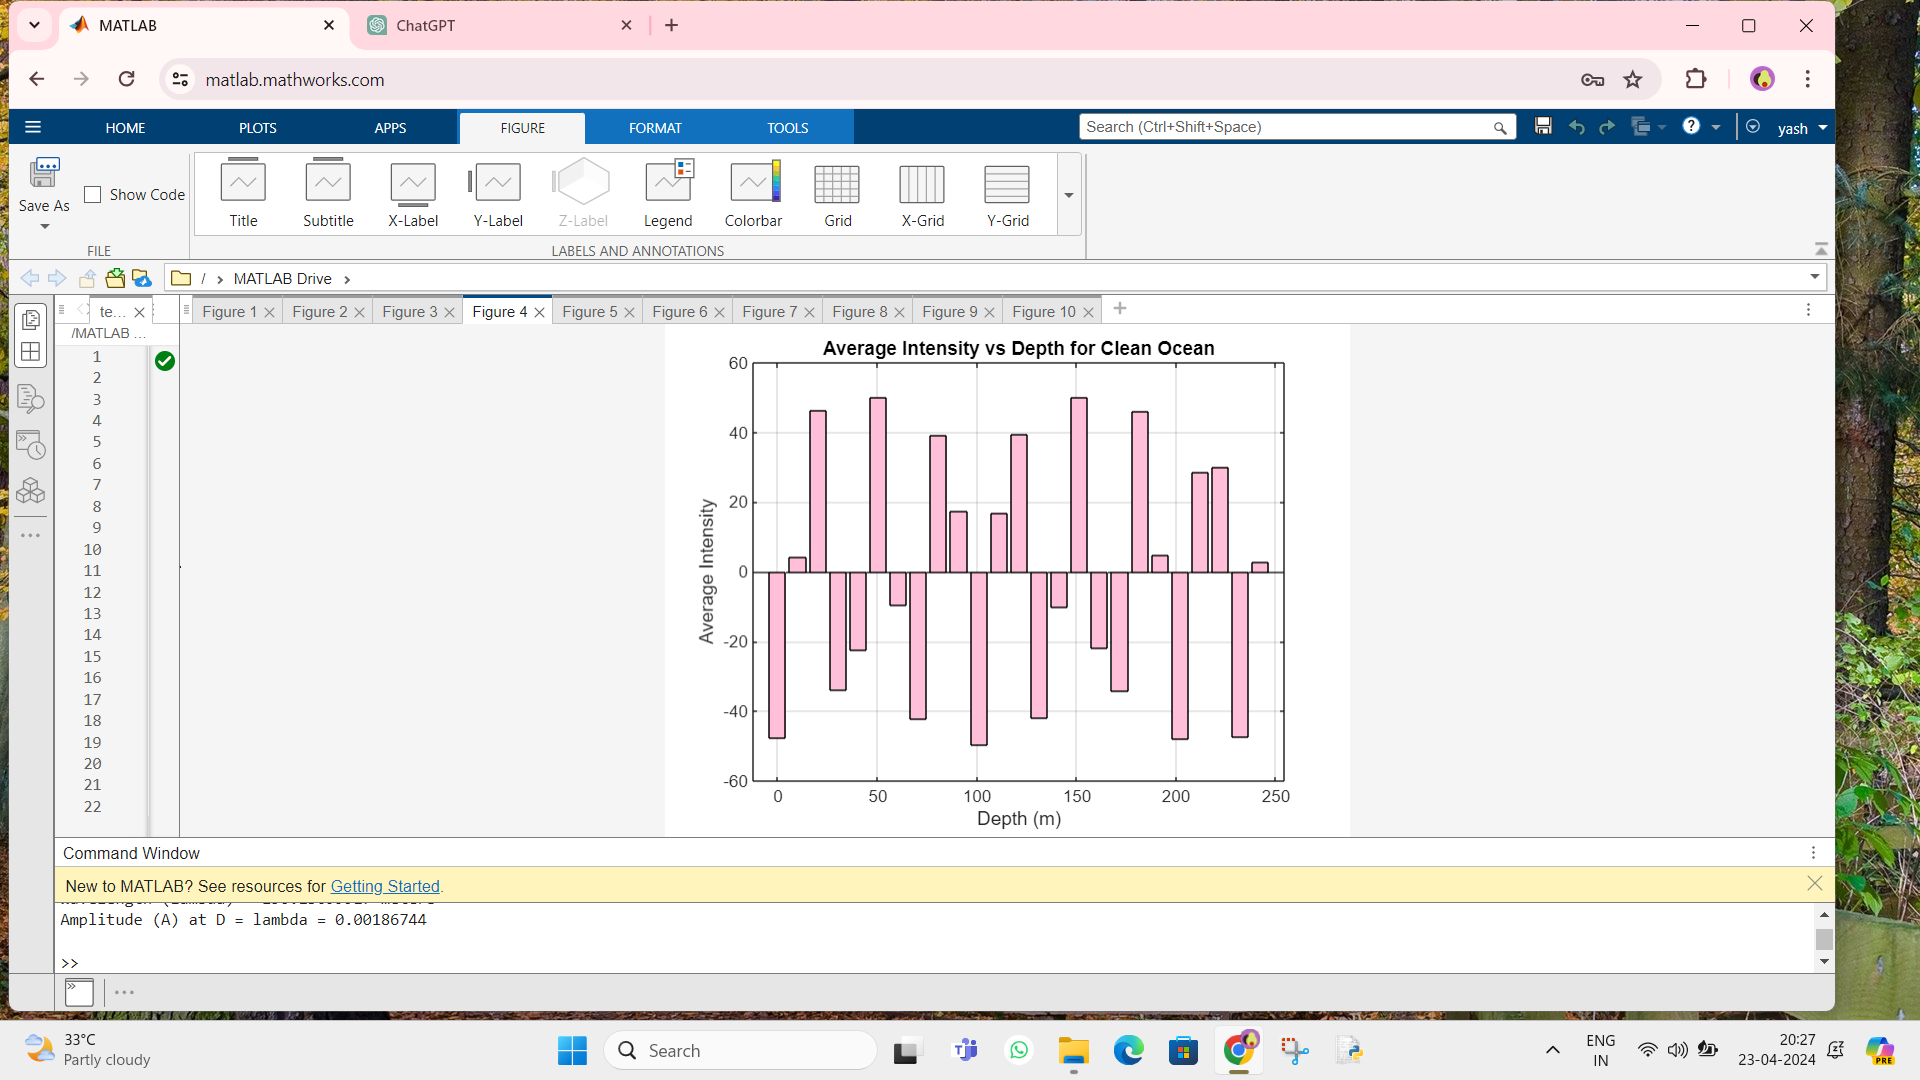 MATLAB
ChatGPT
matlab.mathworks.com
HOME
PLOTS
APPS
FIGURE
FORMAT
TOOLS
Search (Ctrl+Shift+Space)
yash
Save As
Show Code
Title
Subtitle
X-Label
Y-Label
Z-Label
Legend
Colorbar
Grid
X-Grid
Y-Grid
FILE
LABELS AND ANNOTATIONS
/ › MATLAB Drive ›
te...
Figure 1
Figure 2
Figure 3
Figure 4
Figure 5
Figure 6
Figure 7
Figure 8
Figure 9
Figure 10
/MATLAB ...
1
2
3
4
5
6
7
8
9
10
11
12
13
14
15
16
17
18
19
20
21
22
Average Intensity vs Depth for Clean Ocean
60
40
20
0
-20
-40
-60
Average Intensity
0
50
100
150
200
250
Depth (m)
Command Window
New to MATLAB? See resources for Getting Started.
Amplitude (A) at D = lambda = 0.00186744
>>
33°C
Partly cloudy
Search
ENG
IN
20:27
23-04-2024
PRE